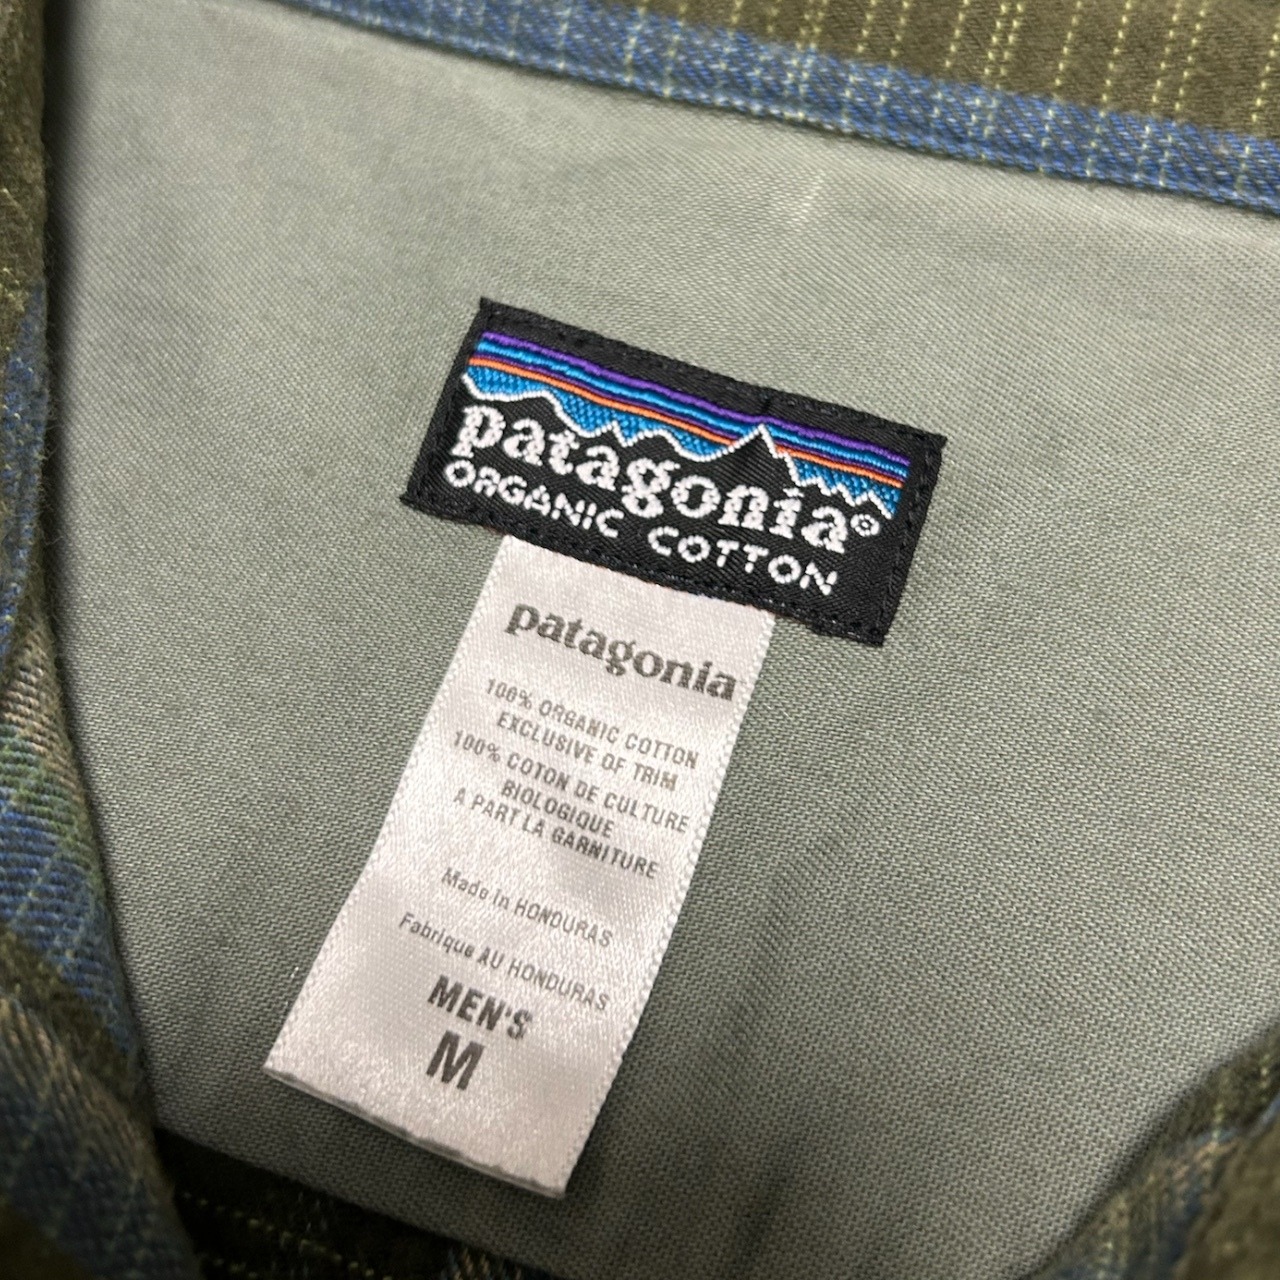 patagonia®
ORGANIC COTTON
patagonia
100% ORGANIC COTTON
EXCLUSIVE OF TRIM
100% COTON DE CULTURE
BIOLOGIQUE
A PART LA GARNITURE
Made in HONDURAS
Fabrique AU HONDURAS
MEN'S
M